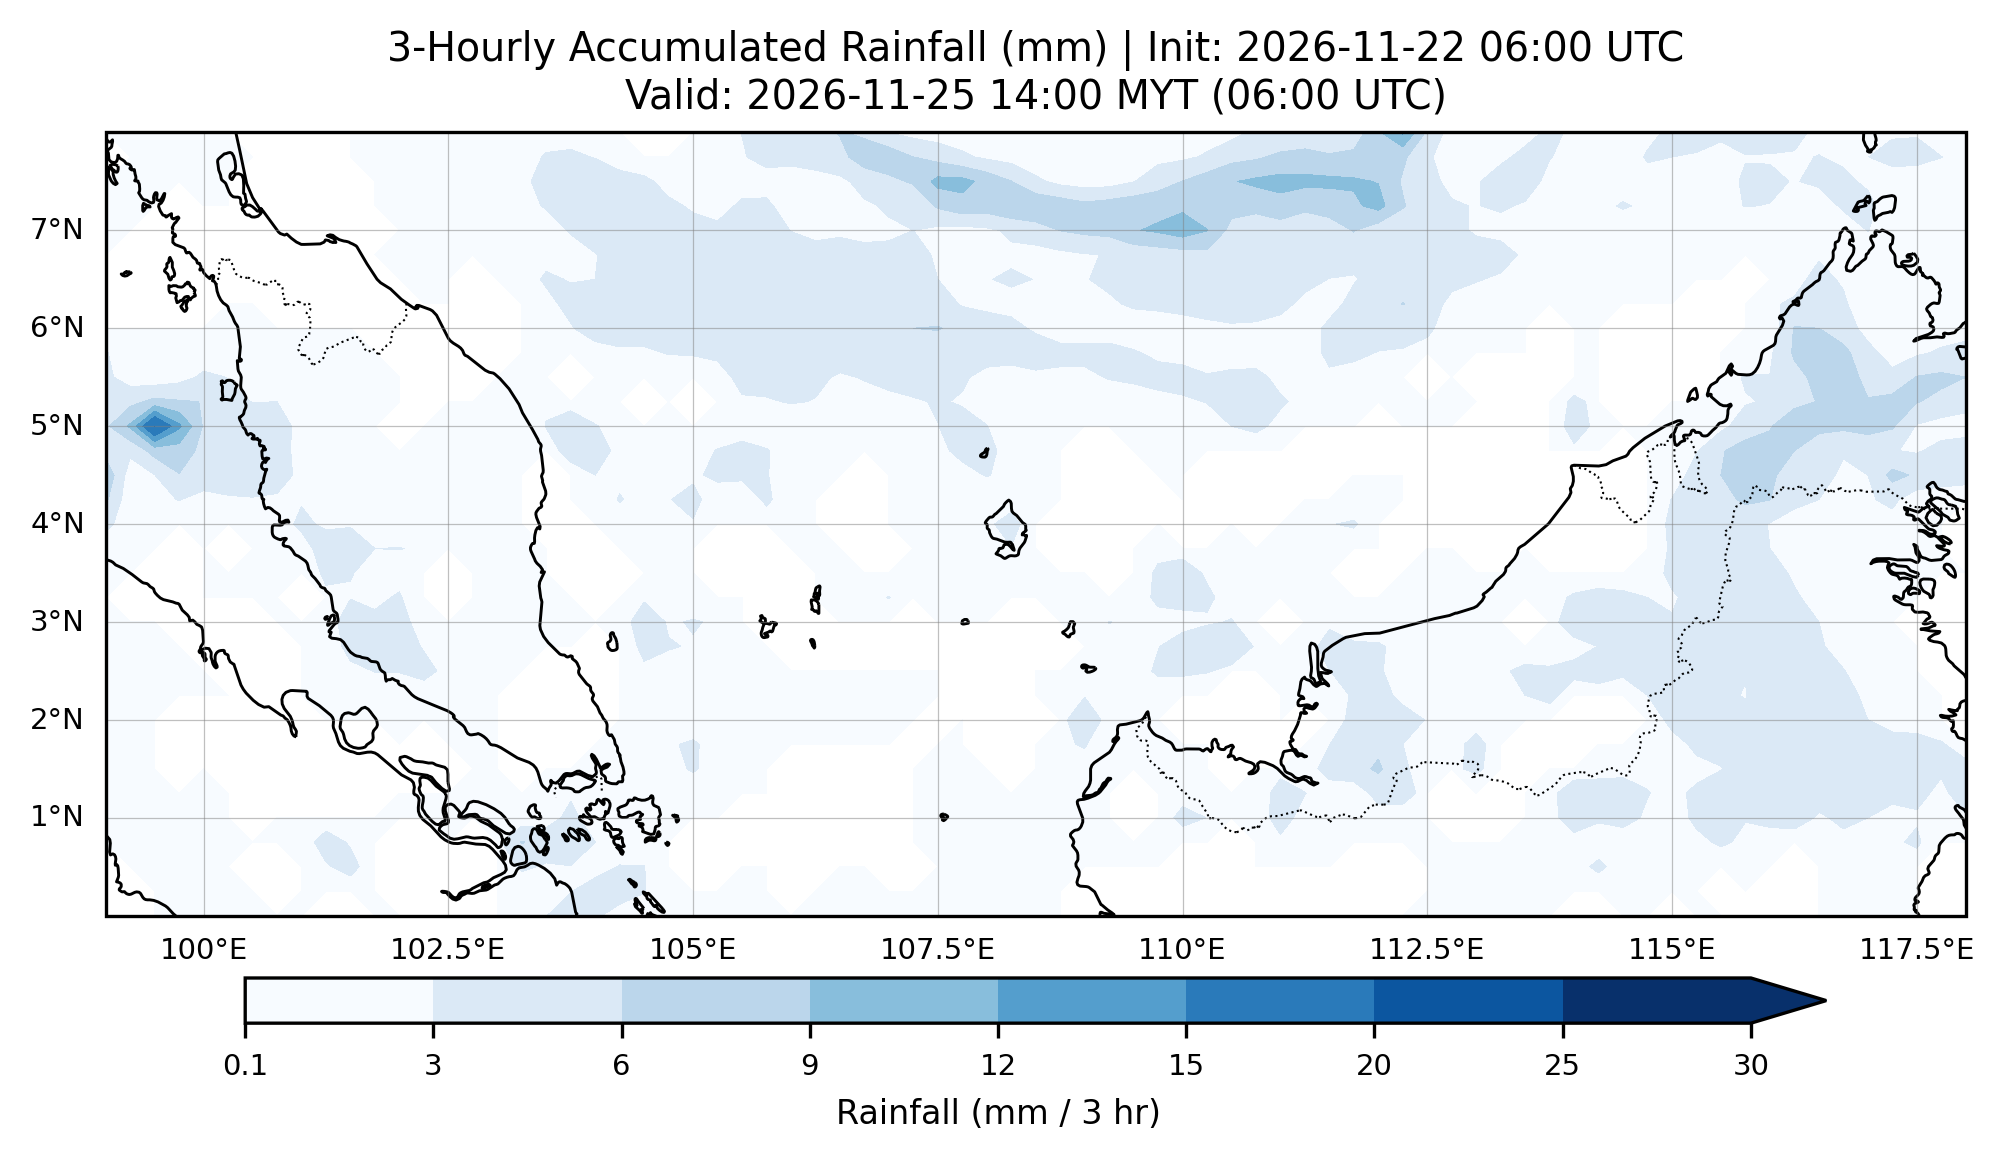 3-Hourly Accumulated Rainfall (mm) | Init: 2026-11-22 06:00 UTC
Valid: 2026-11-25 14:00 MYT (06:00 UTC)
7°N
6°N
5°N
4°N
3°N
2°N
1°N
100°E 102.5°E 105°E 107.5°E 110°E 112.5°E 115°E 117.5°E
0.1 3 6 9 12 15 20 25 30
Rainfall (mm / 3 hr)